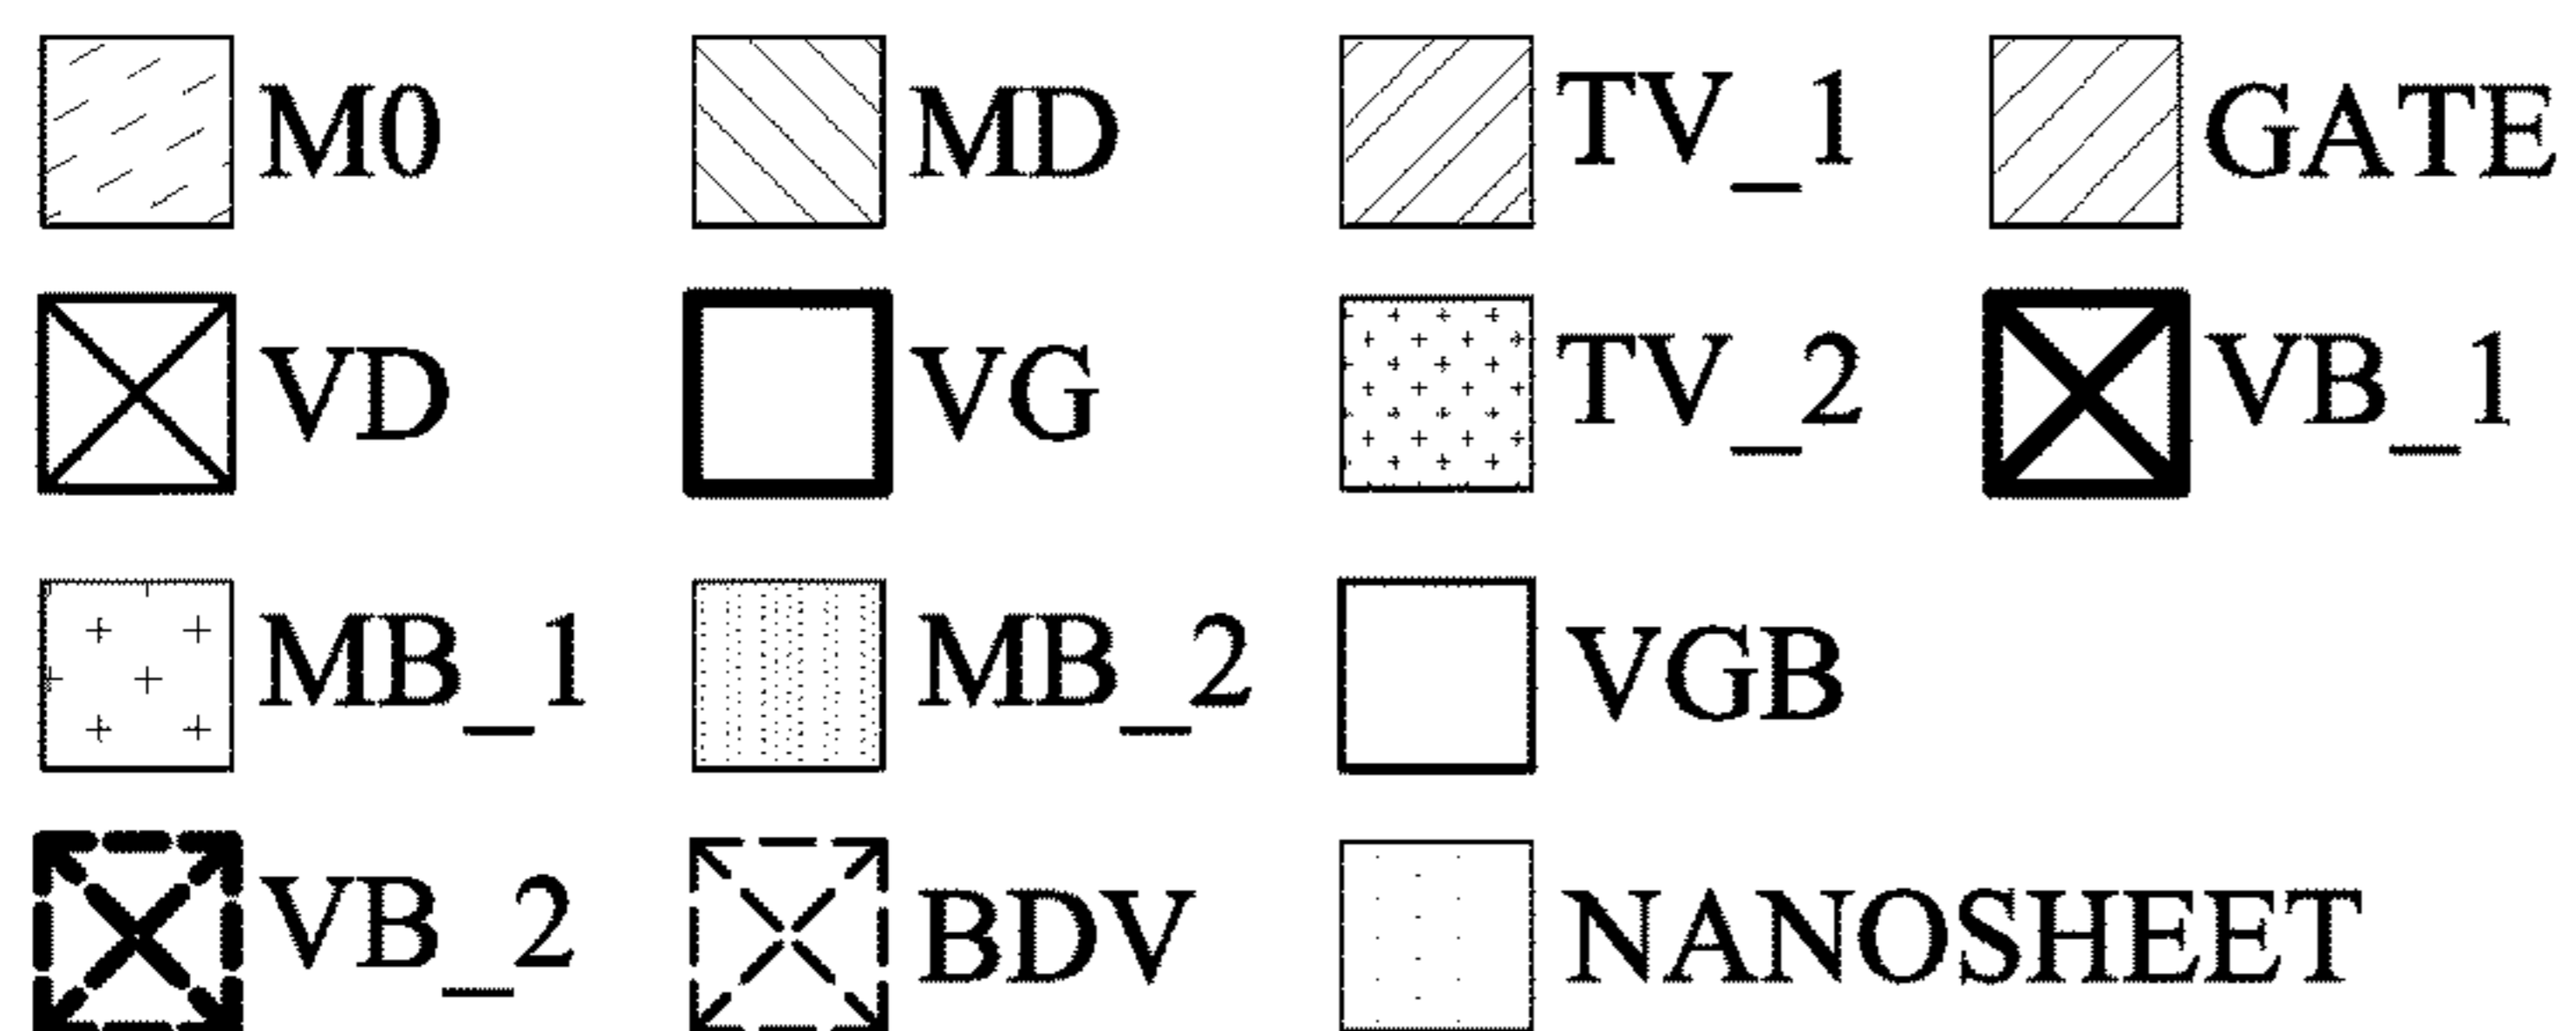 M0 MD TV_1 GATE
VD VG TV_2 VB_1
MB_1 MB_2 VGB
VB_2 BDV NANOSHEET